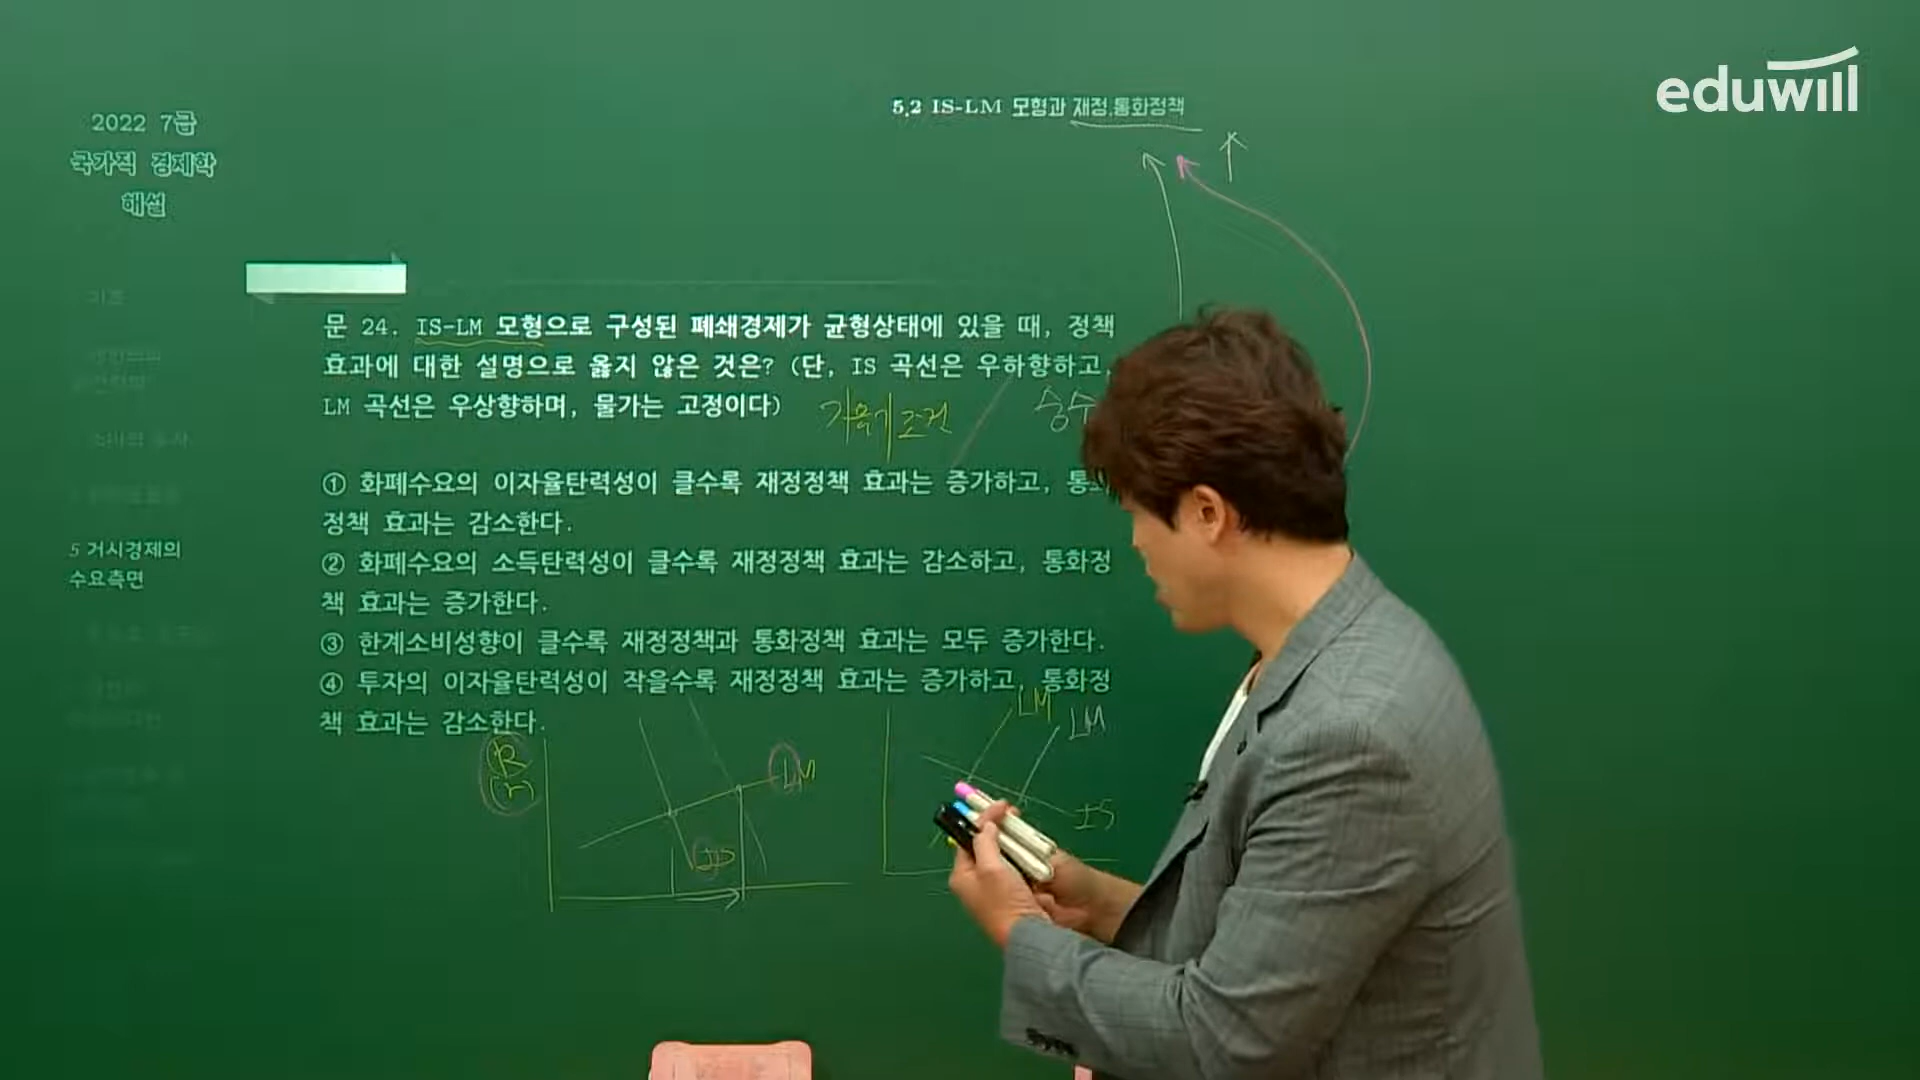 eduwill
5.2 IS-LM 모형과 재정,통화정책
2022 7급
국가직 경제학
해설
문 24. IS-LM 모형으로 구성된 폐쇄경제가 균형상태에 있을 때, 정책
효과에 대한 설명으로 옳지 않은 것은? (단, IS 곡선은 우하향하고,
LM 곡선은 우상향하며, 물가는 고정이다)
기울기 조건
승수
① 화폐수요의 이자율탄력성이 클수록 재정정책 효과는 증가하고, 통화
정책 효과는 감소한다.
② 화폐수요의 소득탄력성이 클수록 재정정책 효과는 감소하고, 통화정
책 효과는 증가한다.
③ 한계소비성향이 클수록 재정정책과 통화정책 효과는 모두 증가한다.
④ 투자의 이자율탄력성이 작을수록 재정정책 효과는 증가하고, 통화정
책 효과는 감소한다.
5 거시경제의
수요측면
R
(r)
LM
IS
LM
LM
IS